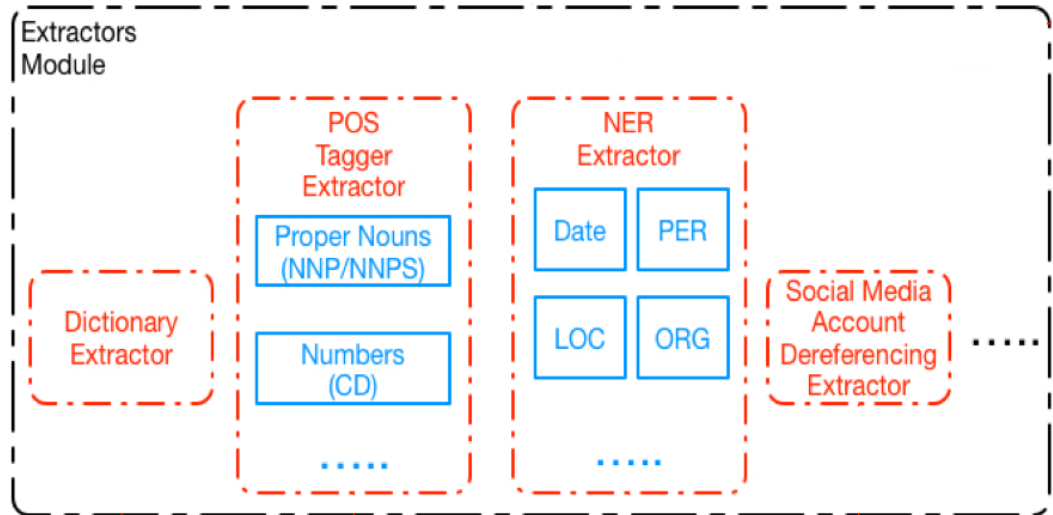 Extractors
Module
POS
Tagger
Extractor
Proper Nouns
(NNP/NNPS)
Numbers
(CD)
.....
NER
Extractor
Date
PER
LOC
ORG
.....
Dictionary
Extractor
Social Media
Account
Dereferencing
Extractor
.....